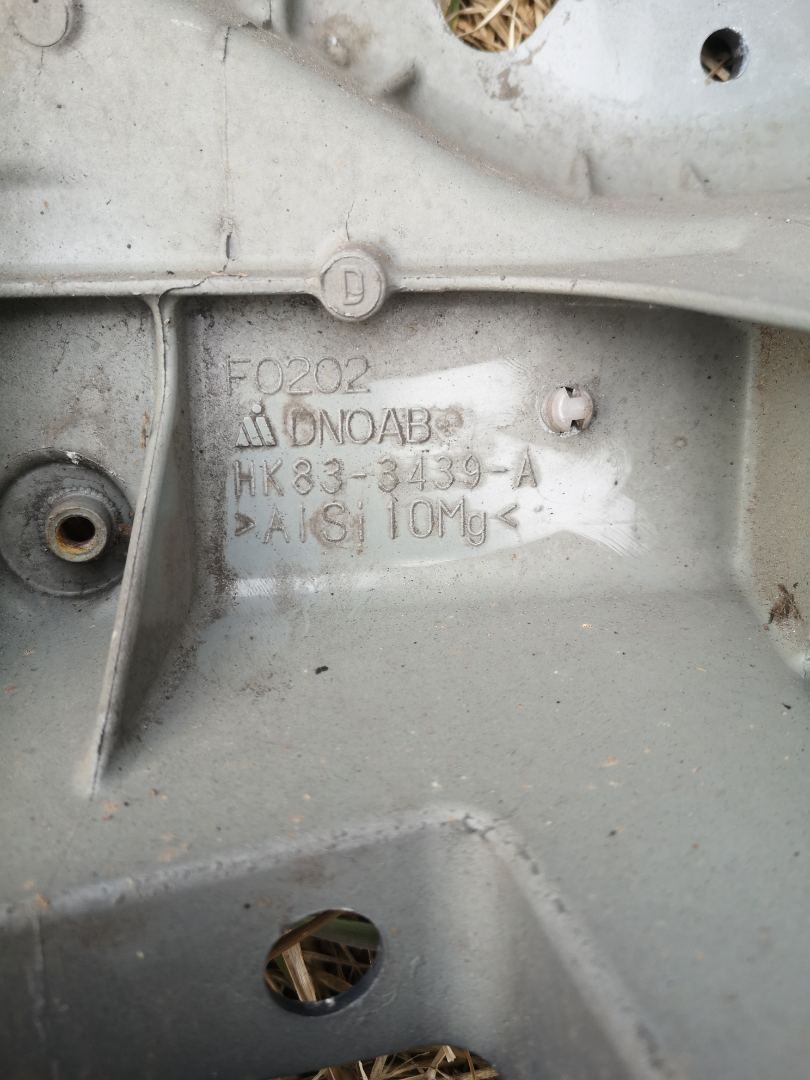 D
F0202
DNOAB
HK83-3439-A
>AlSi10Mg<